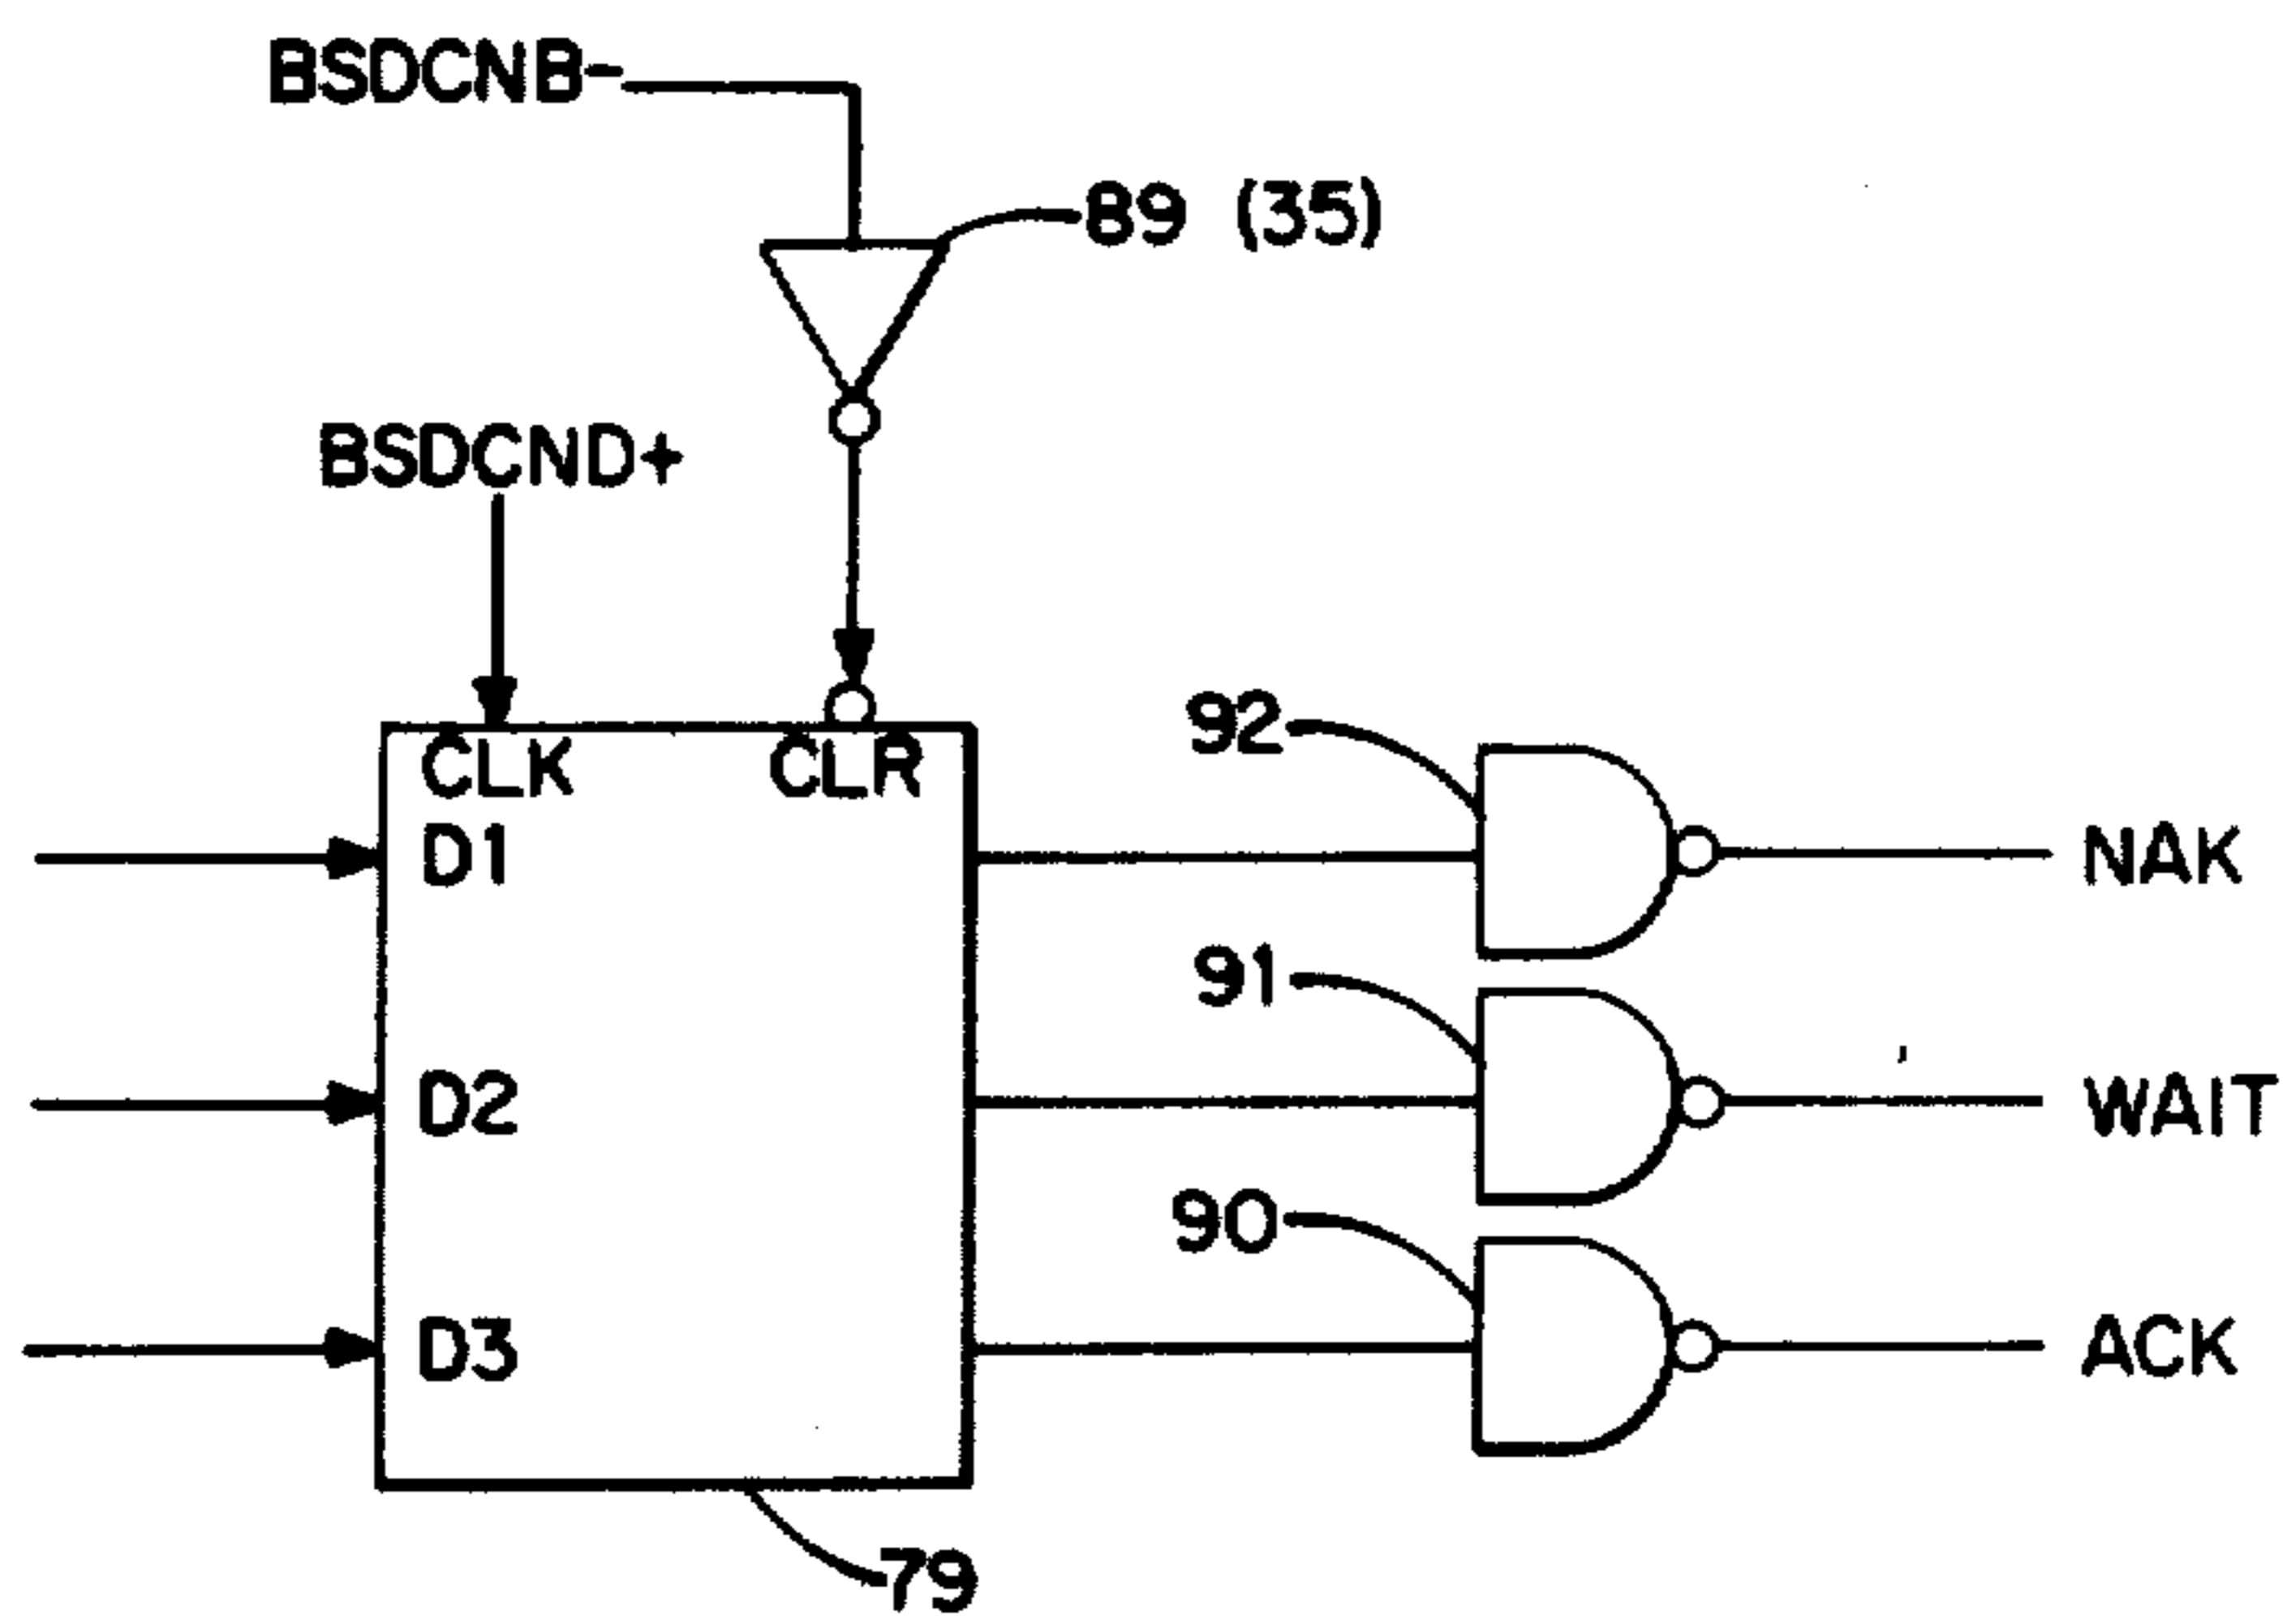 BSDCNB-
89 (35)
BSDCND+
CLK
CLR
92
D1
NAK
91
D2
WAIT
90
D3
ACK
79